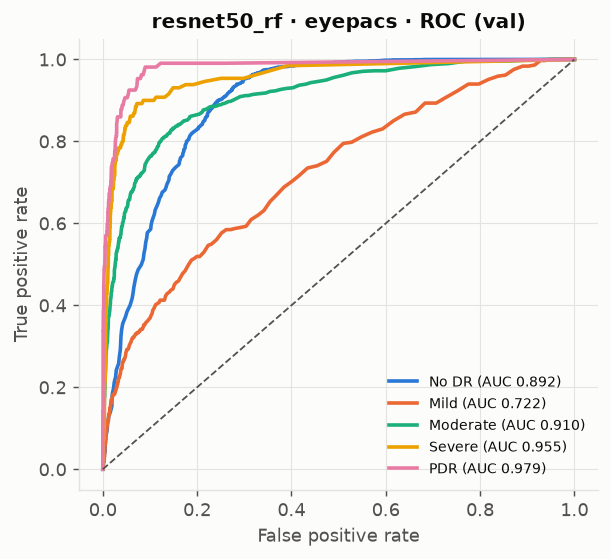 resnet50_rf · eyepacs · ROC (val)
True positive rate
1.0
0.8
0.6
0.4
0.2
0.0
No DR (AUC 0.892)
Mild (AUC 0.722)
Moderate (AUC 0.910)
Severe (AUC 0.955)
PDR (AUC 0.979)
0.0 0.2 0.4 0.6 0.8 1.0
False positive rate